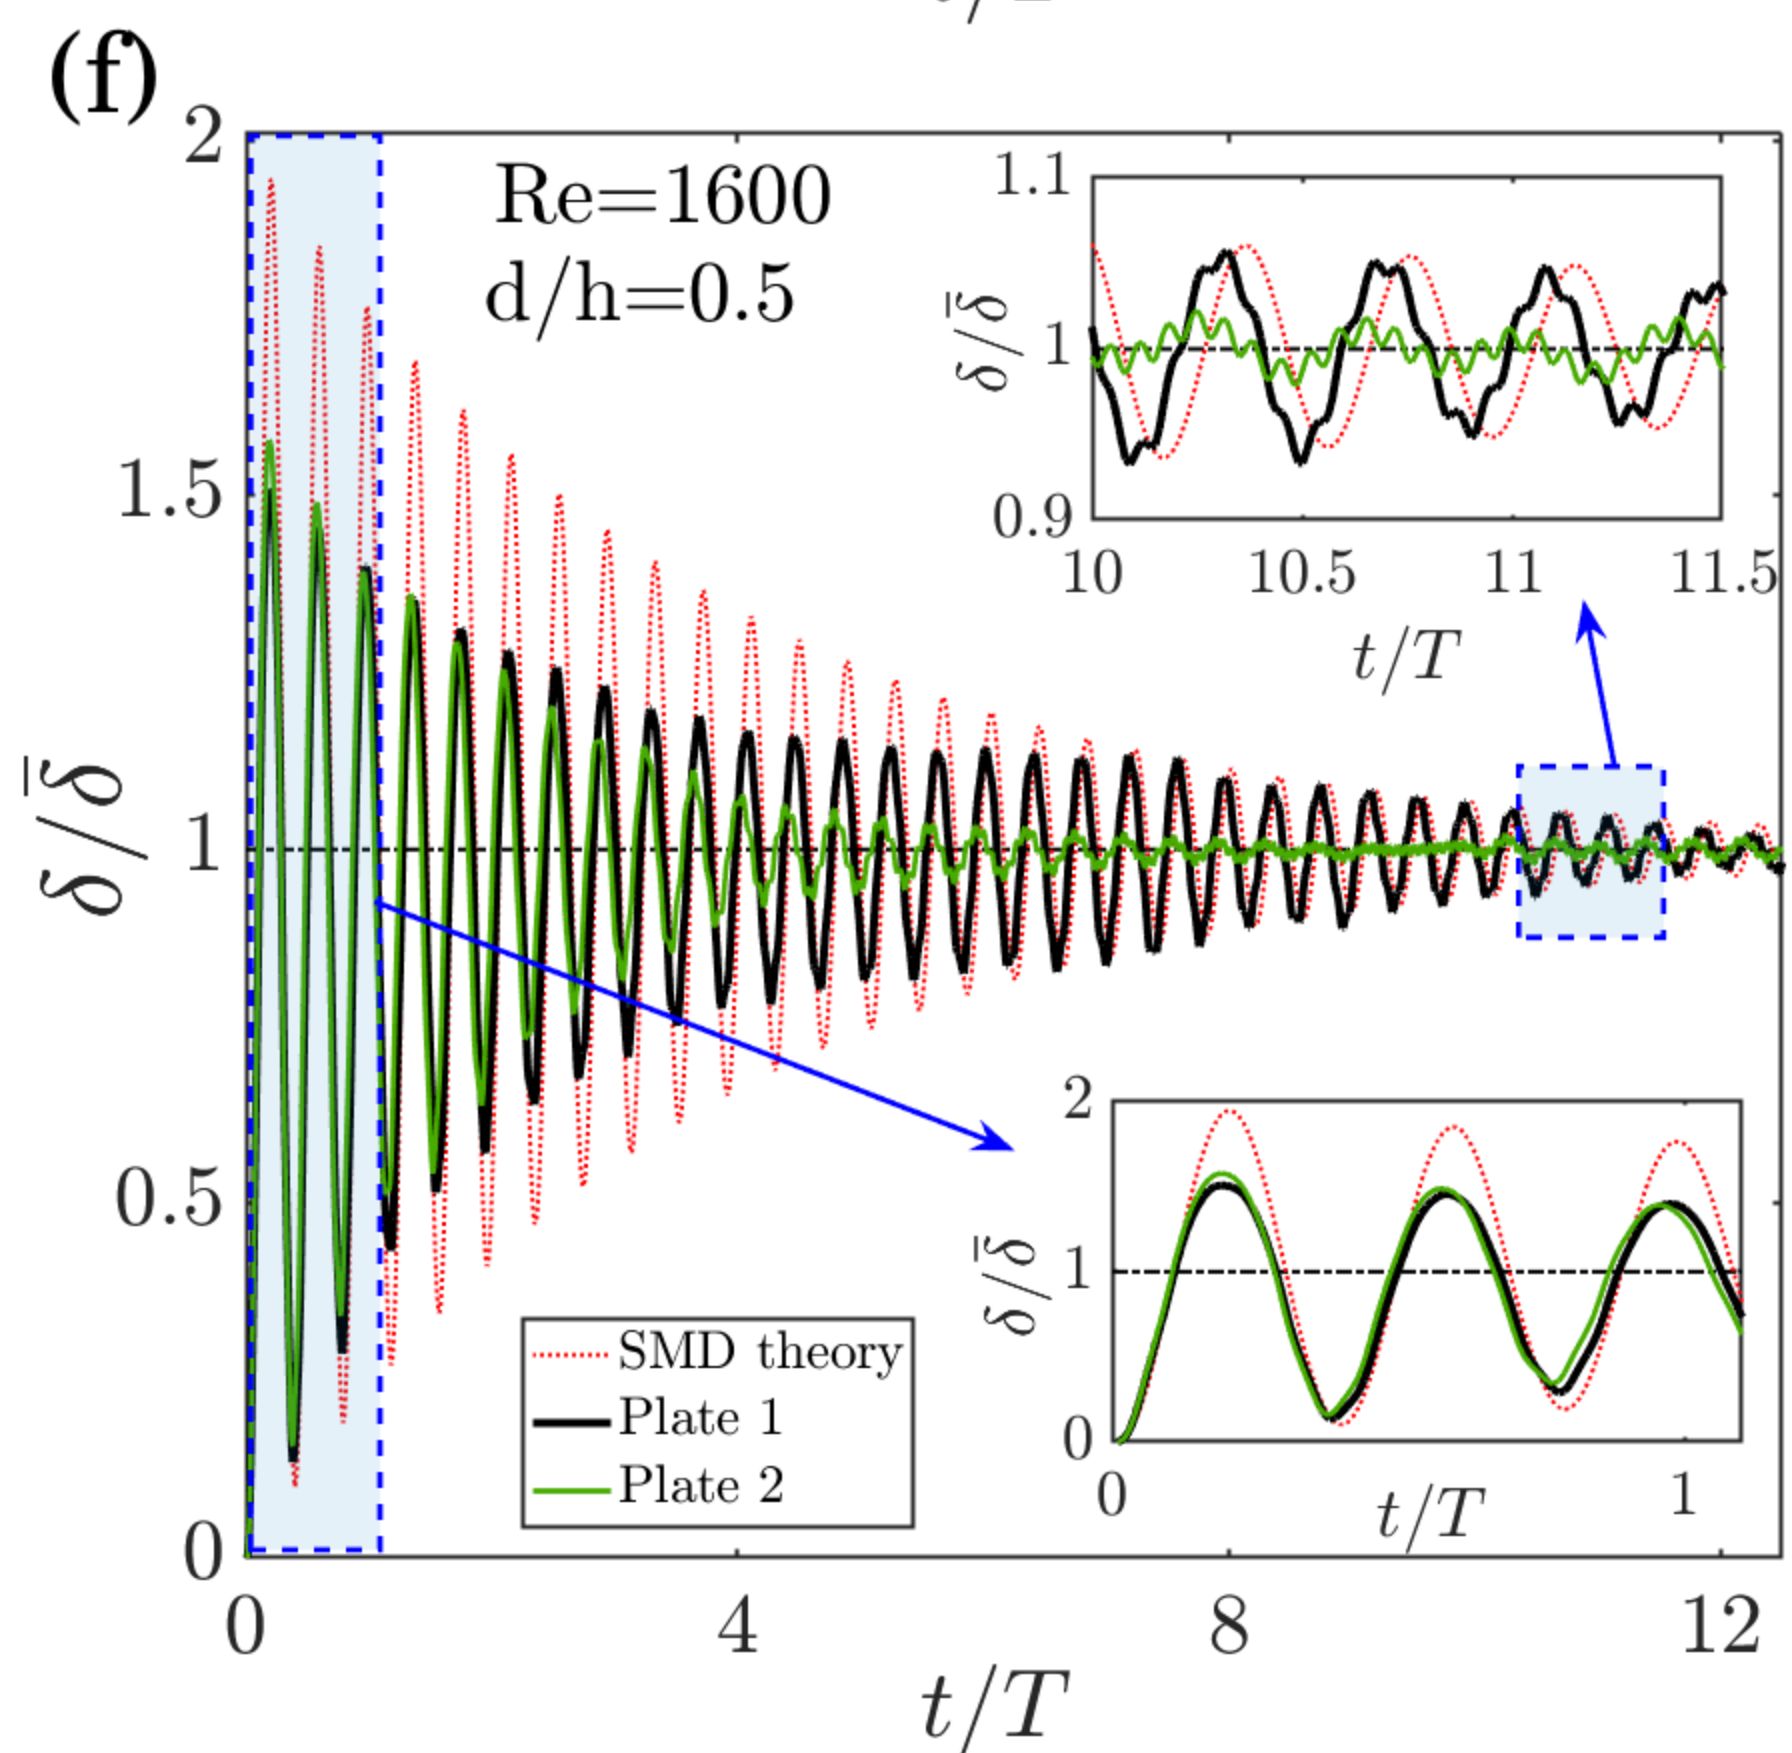 (f)
2
Re=1600
d/h=0.5
1.5
1
0.5
0
δ/δ̄
0 4 8 12
t/T
1.1
1
0.9
δ/δ̄
10 10.5 11 11.5
t/T
2
1
0
δ/δ̄
0 1
t/T
SMD theory
Plate 1
Plate 2